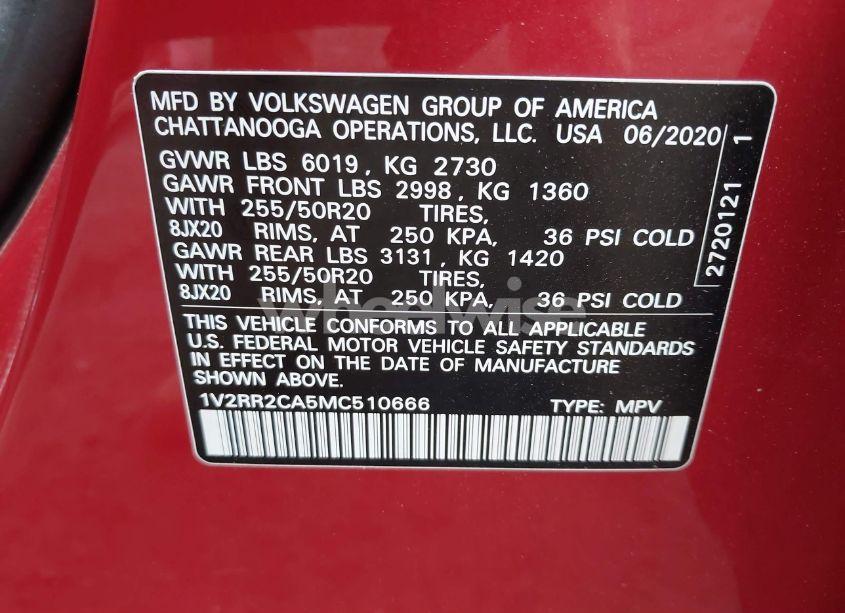 MFD BY VOLKSWAGEN GROUP OF AMERICA
CHATTANOOGA OPERATIONS, LLC. USA 06/2020
GVWR LBS 6019, KG 2730
GAWR FRONT LBS 2998, KG 1360
WITH 255/50R20 TIRES,
8JX20 RIMS, AT 250 KPA, 36 PSI COLD
GAWR REAR LBS 3131, KG 1420
WITH 255/50R20 TIRES,
8JX20 RIMS, AT 250 KPA, 36 PSI COLD
THIS VEHICLE CONFORMS TO ALL APPLICABLE
U.S. FEDERAL MOTOR VEHICLE SAFETY STANDARDS
IN EFFECT ON THE DATE OF MANUFACTURE
SHOWN ABOVE.
1V2RR2CA5MC510666 TYPE: MPV
2720121 1
wheelwise